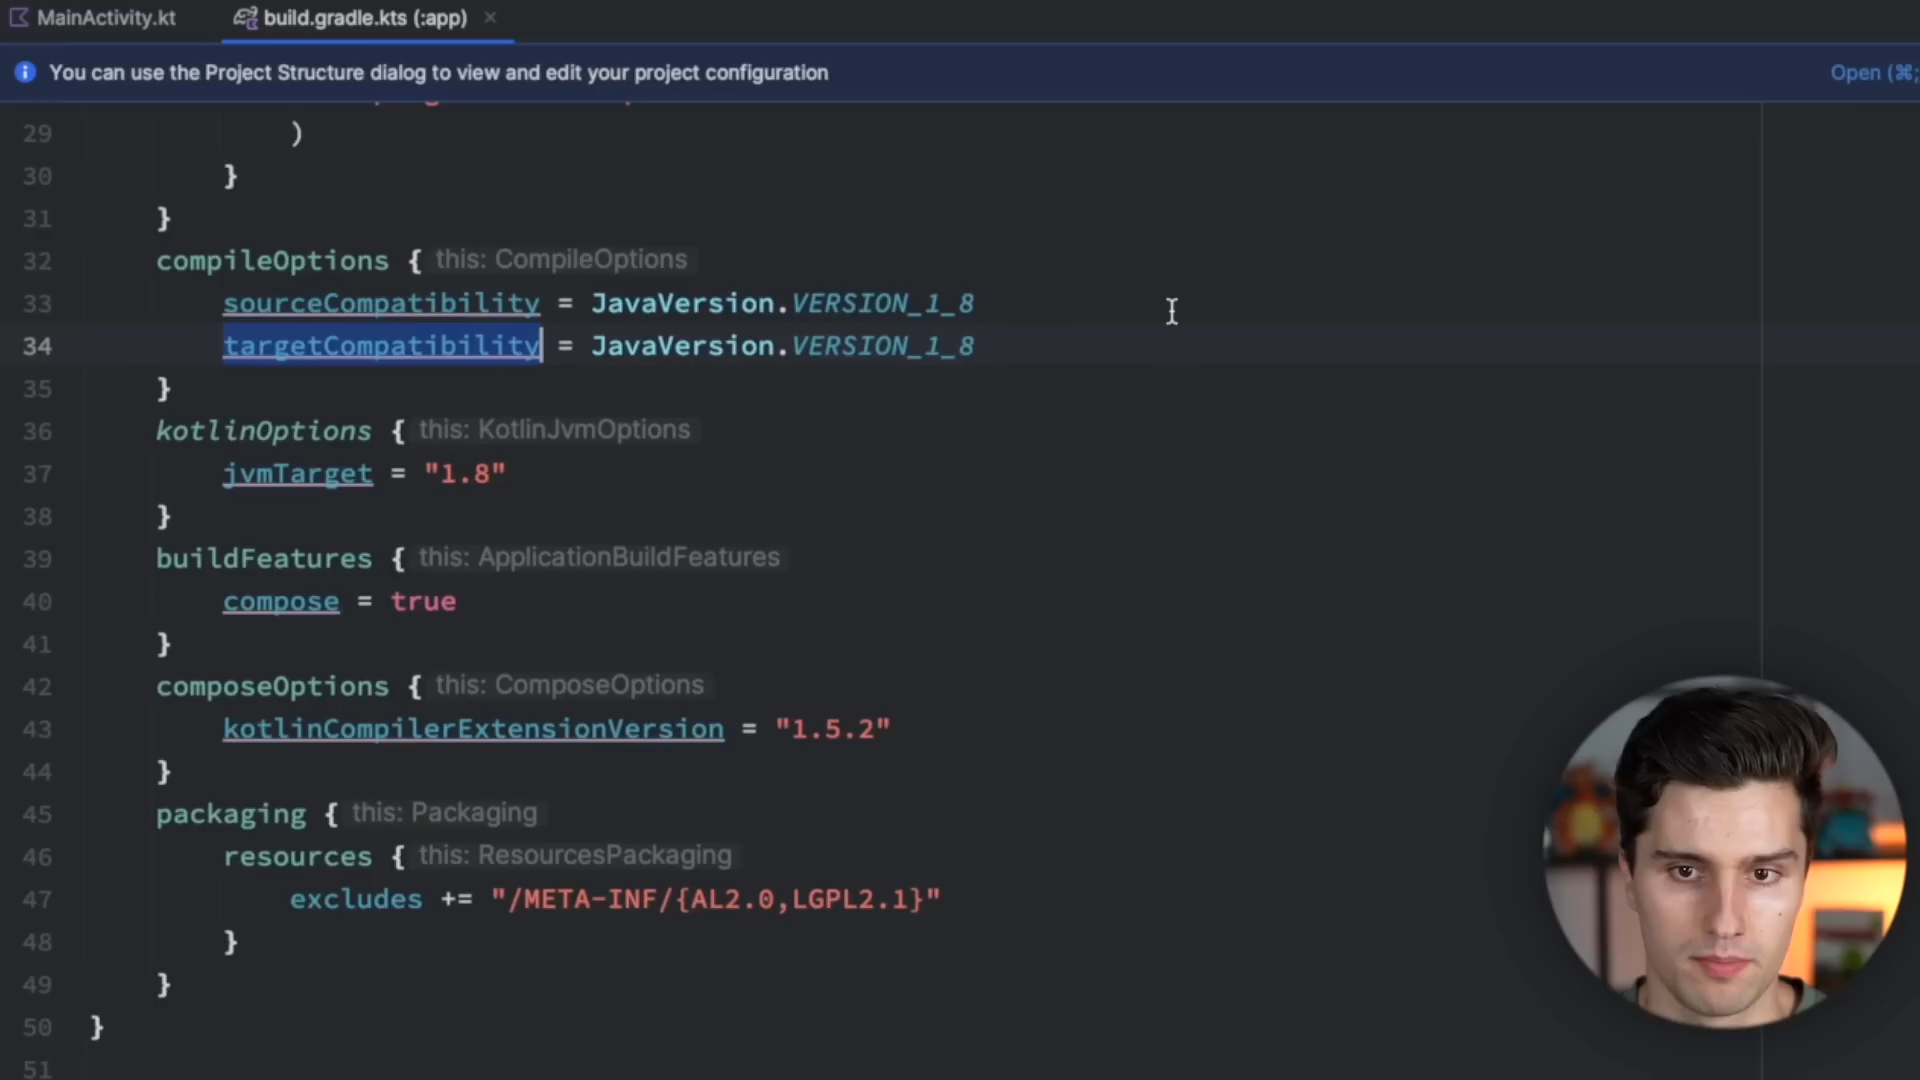 MainActivity.kt
build.gradle.kts (:app)
You can use the Project Structure dialog to view and edit your project configuration
Open (⌘;
29 )
30 }
31 }
32 compileOptions { this: CompileOptions
33 sourceCompatibility = JavaVersion.VERSION_1_8
34 targetCompatibility = JavaVersion.VERSION_1_8
35 }
36 kotlinOptions { this: KotlinJvmOptions
37 jvmTarget = "1.8"
38 }
39 buildFeatures { this: ApplicationBuildFeatures
40 compose = true
41 }
42 composeOptions { this: ComposeOptions
43 kotlinCompilerExtensionVersion = "1.5.2"
44 }
45 packaging { this: Packaging
46 resources { this: ResourcesPackaging
47 excludes += "/META-INF/{AL2.0,LGPL2.1}"
48 }
49 }
50 }
51